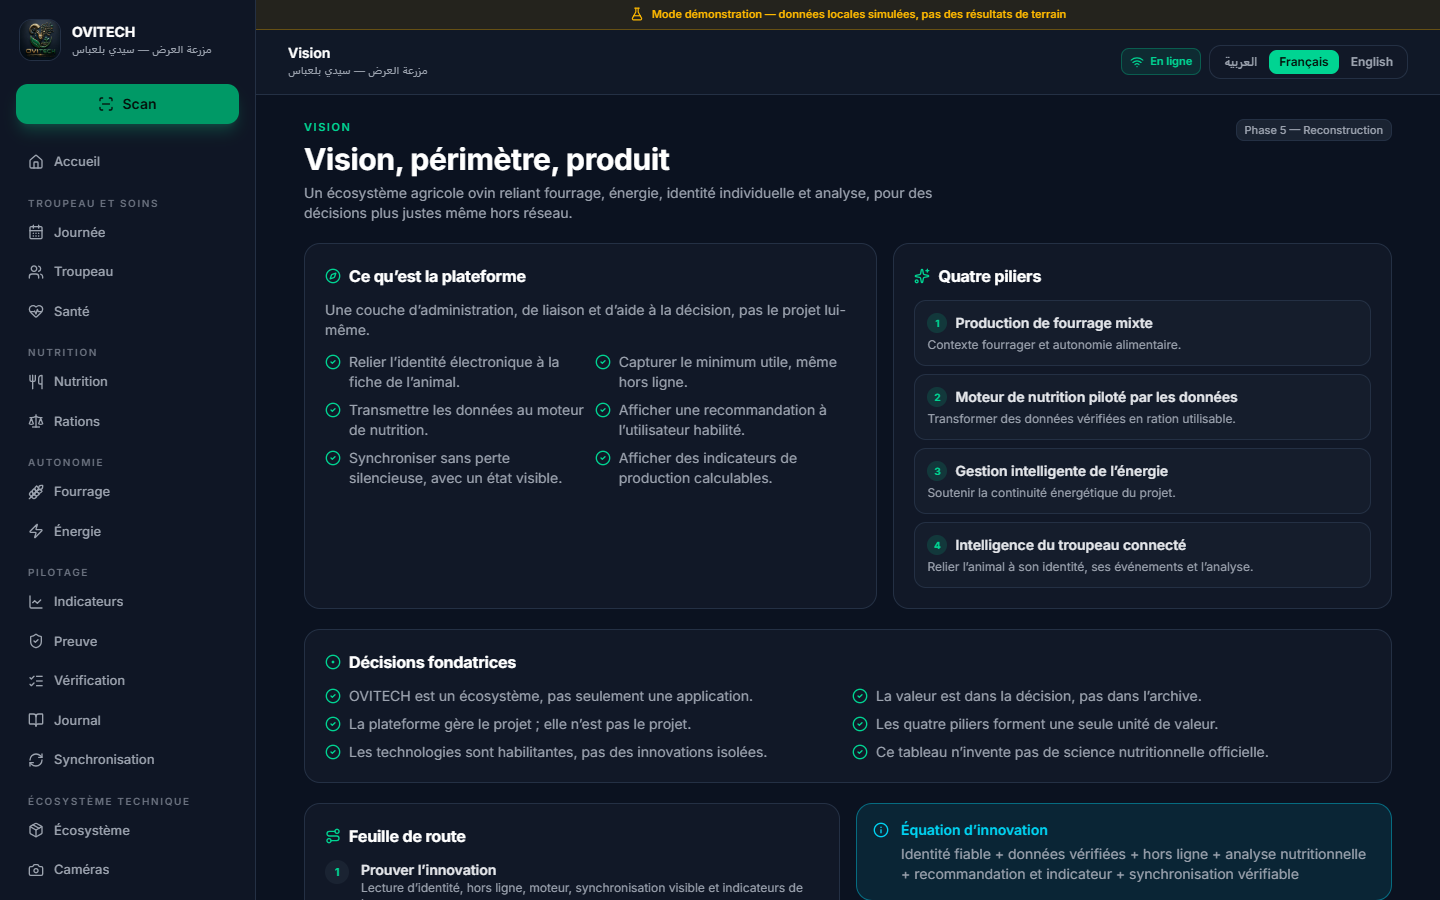 OVITECH
مزرعة العرض — سيدي بلعباس
Scan
Accueil
TROUPEAU ET SOINS
Journée
Troupeau
Santé
NUTRITION
Nutrition
Rations
AUTONOMIE
Fourrage
Énergie
PILOTAGE
Indicateurs
Preuve
Vérification
Journal
Synchronisation
ÉCOSYSTÈME TECHNIQUE
Écosystème
Caméras
Mode démonstration — données locales simulées, pas des résultats de terrain
Vision
مزرعة العرض — سيدي بلعباس
En ligne
العربية
Français
English
VISION
Phase 5 — Reconstruction
Vision, périmètre, produit
Un écosystème agricole ovin reliant fourrage, énergie, identité individuelle et analyse, pour des
décisions plus justes même hors réseau.
Ce qu’est la plateforme
Une couche d’administration, de liaison et d’aide à la décision, pas le projet lui-
même.
Relier l’identité électronique à la
fiche de l’animal.
Capturer le minimum utile, même
hors ligne.
Transmettre les données au moteur
de nutrition.
Afficher une recommandation à
l’utilisateur habilité.
Synchroniser sans perte
silencieuse, avec un état visible.
Afficher des indicateurs de
production calculables.
Quatre piliers
1 Production de fourrage mixte
Contexte fourrager et autonomie alimentaire.
2 Moteur de nutrition piloté par les données
Transformer des données vérifiées en ration utilisable.
3 Gestion intelligente de l’énergie
Soutenir la continuité énergétique du projet.
4 Intelligence du troupeau connecté
Relier l’animal à son identité, ses événements et l’analyse.
Décisions fondatrices
OVITECH est un écosystème, pas seulement une application.
La valeur est dans la décision, pas dans l’archive.
La plateforme gère le projet ; elle n’est pas le projet.
Les quatre piliers forment une seule unité de valeur.
Les technologies sont habilitantes, pas des innovations isolées.
Ce tableau n’invente pas de science nutritionnelle officielle.
Feuille de route
1 Prouver l’innovation
Lecture d’identité, hors ligne, moteur, synchronisation visible et indicateurs de
Équation d’innovation
Identité fiable + données vérifiées + hors ligne + analyse nutritionnelle
+ recommandation et indicateur + synchronisation vérifiable